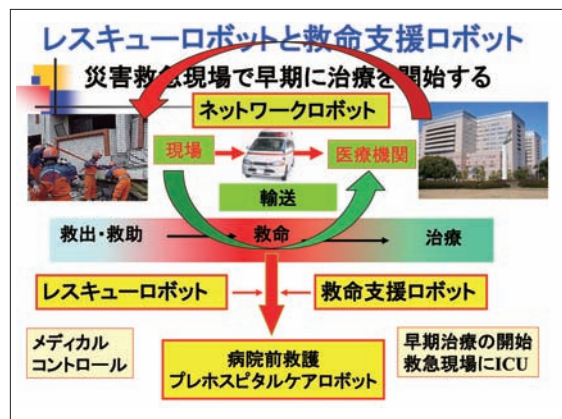 レスキューロボットと救命支援ロボット
災害救急現場で早期に治療を開始する
ネットワークロボット
現場
医療機関
輸送
救出・救助
救命
治療
レスキューロボット
救命支援ロボット
メディカル
コントロール
病院前救護
プレホスピタルケアロボット
早期治療の開始
救急現場にICU